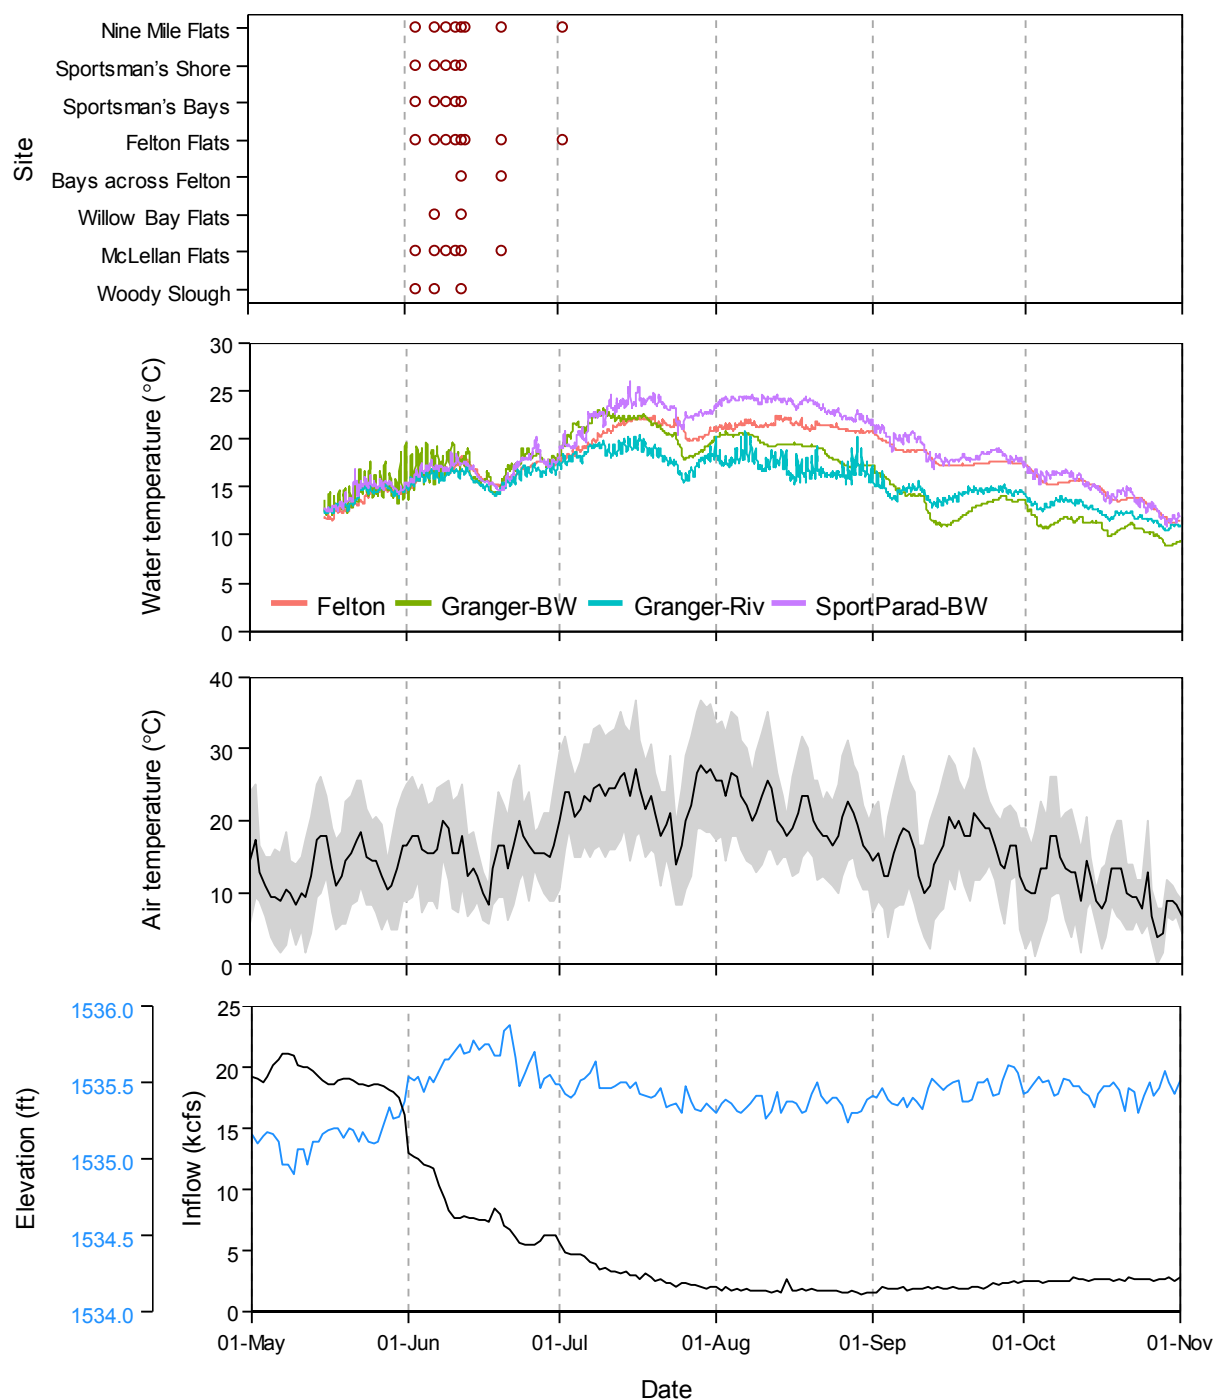 Site
Nine Mile Flats
Sportsman's Shore
Sportsman's Bays
Felton Flats
Bays across Felton
Willow Bay Flats
McLellan Flats
Woody Slough
Water temperature (°C)
30
25
20
15
10
5
0
Felton Granger-BW Granger-Riv SportParad-BW
Air temperature (°C)
40
30
20
10
0
Elevation (ft)
1536.0
1535.5
1535.0
1534.5
1534.0
Inflow (kcfs)
25
20
15
10
5
0
01-May 01-Jun 01-Jul 01-Aug 01-Sep 01-Oct 01-Nov
Date